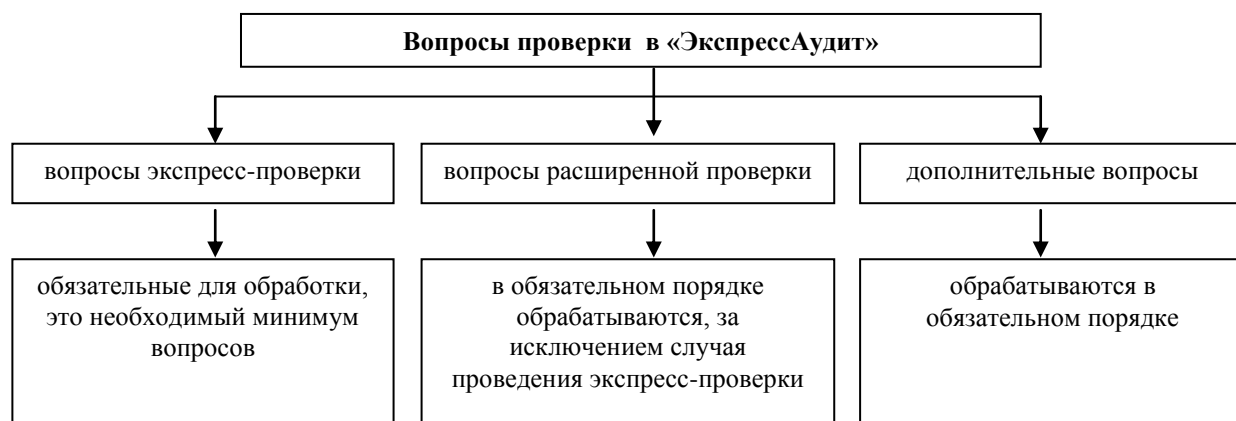 Вопросы проверки в «ЭкспрессАудит»
вопросы экспресс-проверки
вопросы расширенной проверки
дополнительные вопросы
обязательные для обработки,
это необходимый минимум
вопросов
в обязательном порядке
обрабатываются, за
исключением случая
проведения экспресс-проверки
обрабатываются в
обязательном порядке